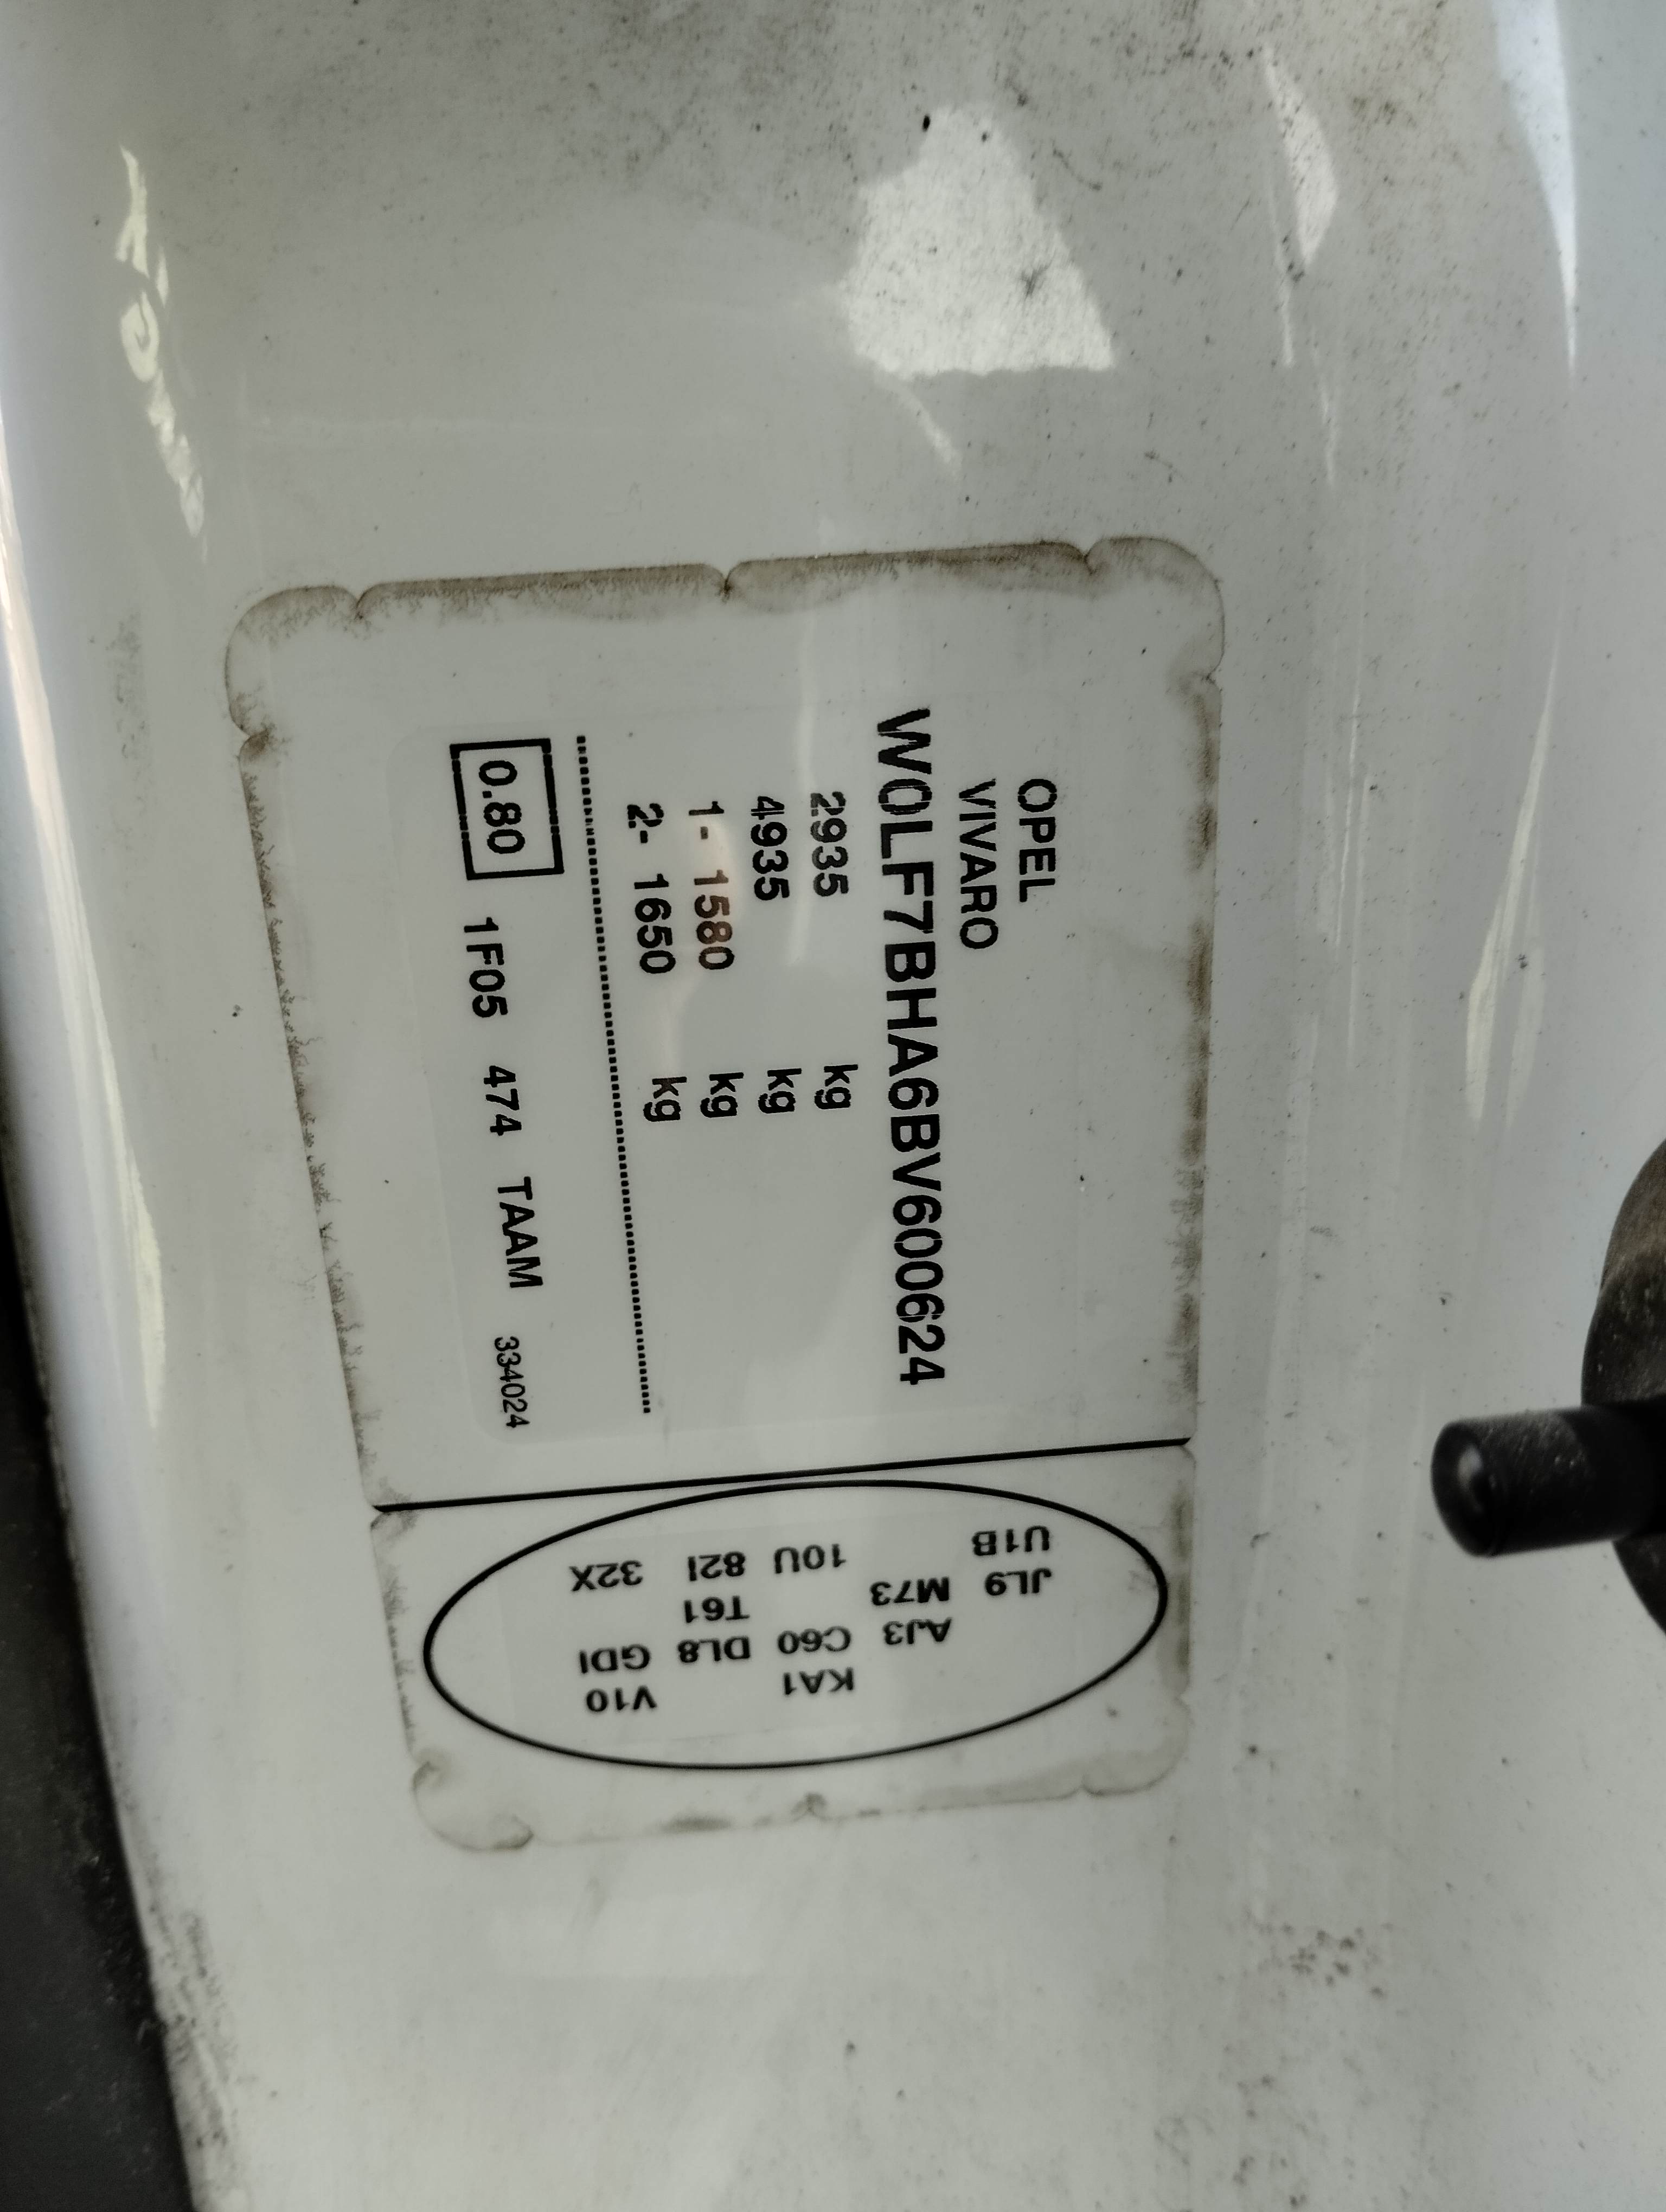 OPEL
VIVARO
W0LF7BHA6BV600624
2935 kg
4935 kg
1- 1580 kg
2- 1650 kg
0.80 1F05 474 TAAM 334024
KA1 V10
AJ3 C60 DL8 GDI
JL9 M73 T61
U1B 10U 82I 32X